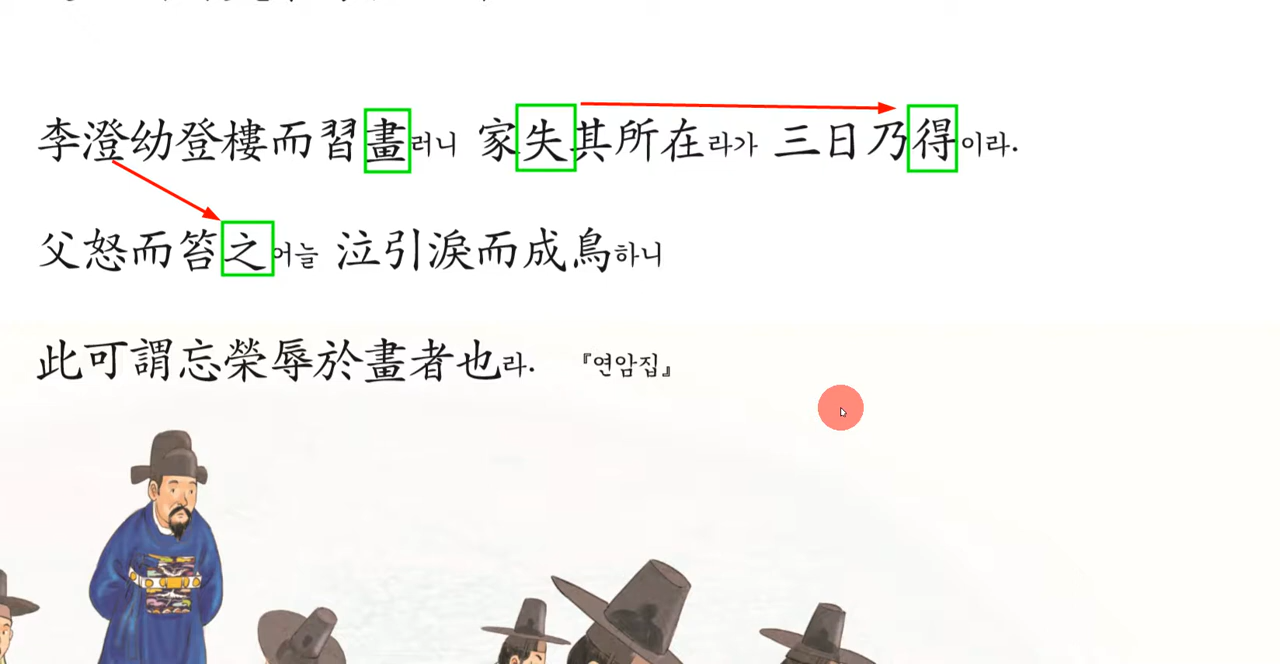 李澄幼登樓而習畫러니 家失其所在라가 三日乃得이라.
父怒而笞之어늘 泣引淚而成鳥하니
此可謂忘榮辱於畫者也라. 『연암집』